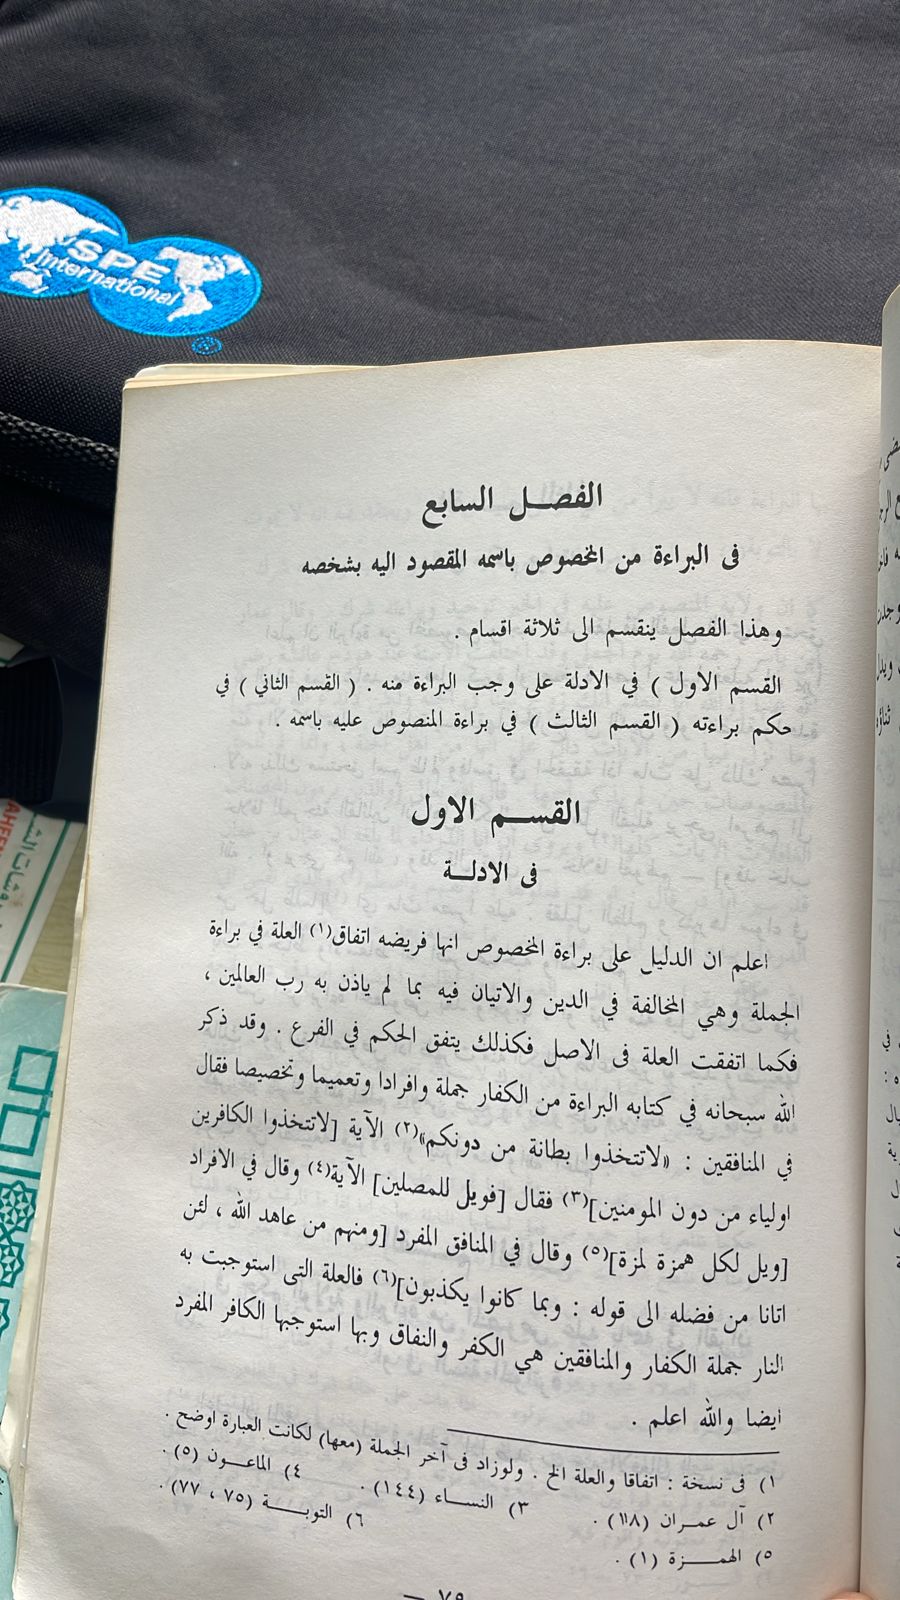 SPE
International
®
الفصل السابع
فى البراءة من المخصوص باسمه المقصود اليه بشخصه
وهذا الفصل ينقسم الى ثلاثة اقسام .
القسم الاول ) في الادلة على وجب البراءة منه . ( القسم الثاني ) في
حكم براءته ( القسم الثالث ) في براءة المنصوص عليه باسمه .
القسم الاول
فى الادلة
اعلم ان الدليل على براءة المخصوص انها فريضه اتفاق(١) العلة في براءة
الجملة وهي المخالفة في الدين والاتيان فيه بما لم ياذن به رب العالمين ،
فكما اتفقت العلة فى الاصل فكذلك يتفق الحكم في الفرع . وقد ذكر
الله سبحانه في كتابه البراءة من الكفار جملة وافرادا وتعميما وتخصيصا فقال
في المنافقين : «لاتتخذوا بطانة من دونكم»(٢) الآية [لاتتخذوا الكافرين
اولياء من دون المومنين](٣) فقال [فويل للمصلين] الآية(٤) وقال في الافراد
[ويل لكل همزة لمزة](٥) وقال في المنافق المفرد [ومنهم من عاهد الله ، لئن
اتانا من فضله الى قوله : وبما كانوا يكذبون](٦) فالعلة التى استوجبت به
النار جملة الكفار والمنافقين هي الكفر والنفاق وبها استوجبها الكافر المفرد
ايضا والله اعلم .
١) فى نسخة : اتفاقا والعلة الخ . ولوزاد فى آخر الجملة (معها) لكانت العبارة اوضح .
٢) آل عمران (١١٨) . ٣) النساء (١٤٤) . ٤) الماعون (٥) .
٥) الهمزة (١) . ٦) التوبة (٧٥ ، ٧٧) .
٧٩ —